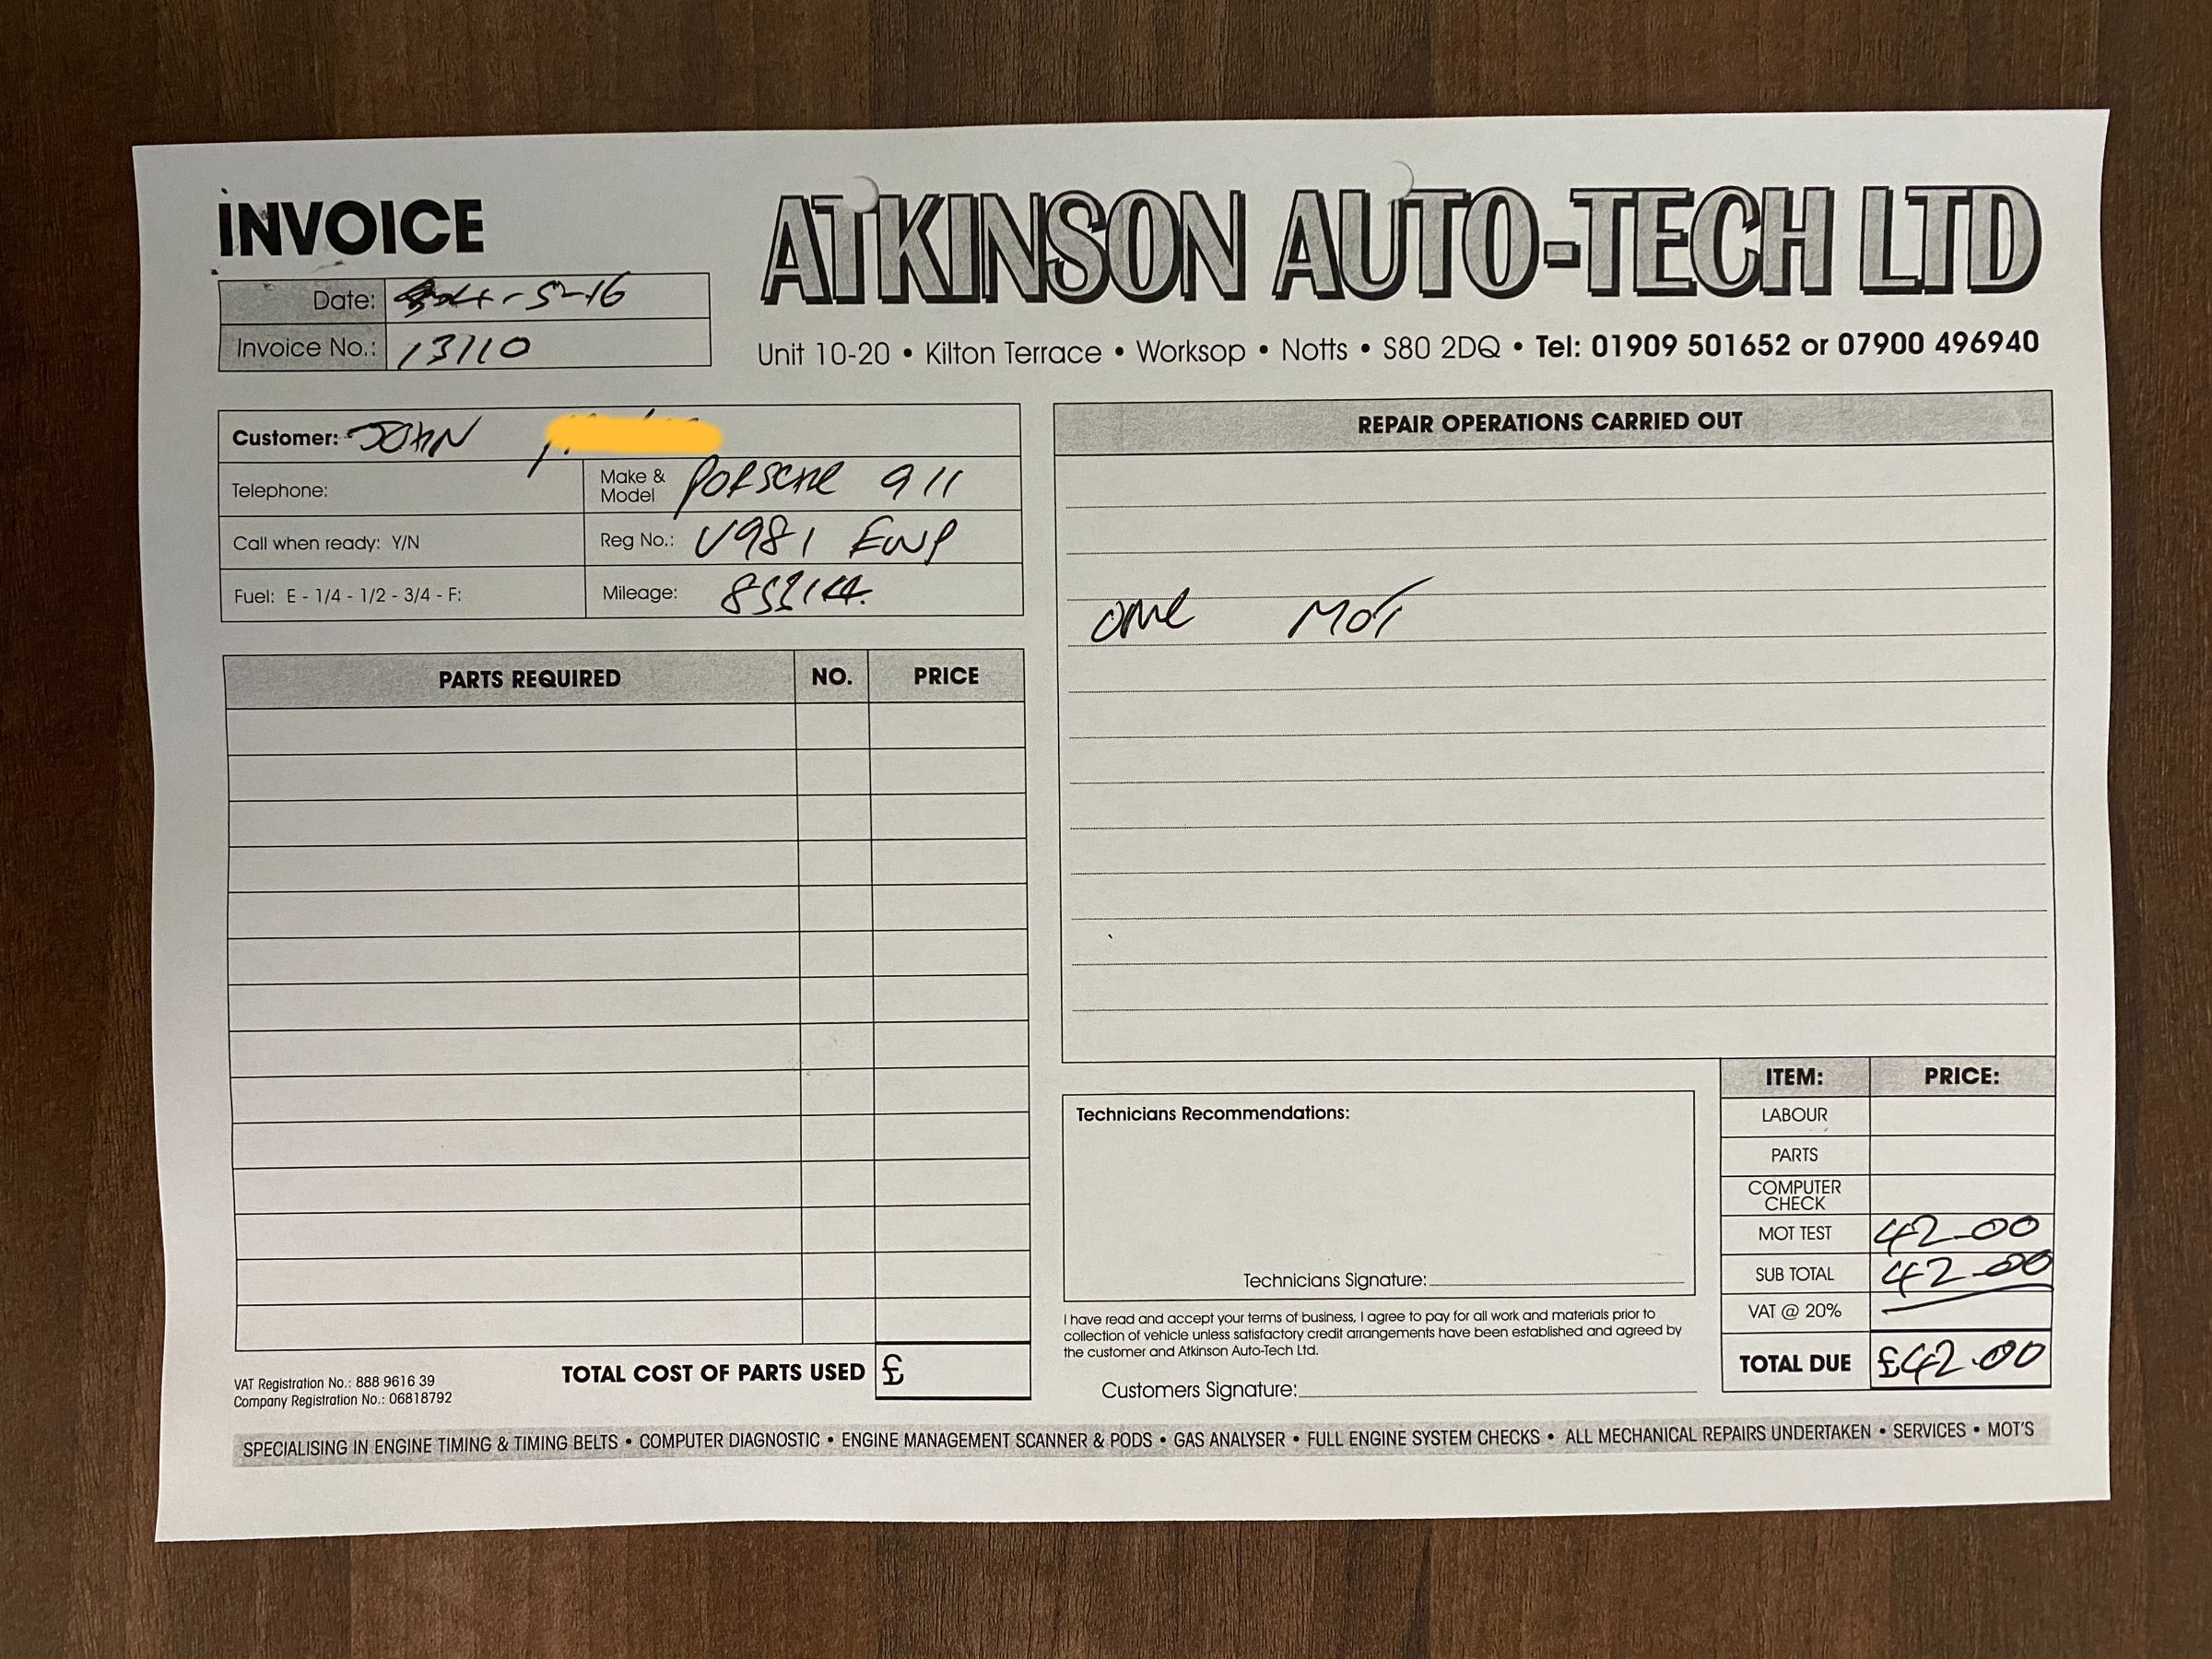 INVOICE
ATKINSON AUTO-TECH LTD
Date: 4-5-16
Invoice No.: 13110
Unit 10-20 • Kilton Terrace • Worksop • Notts • S80 2DQ • Tel: 01909 501652 or 07900 496940
Customer: JOHN
Telephone:
Make & Model PORSCHE 911
Call when ready: Y/N
Reg No.: V981 EWP
Fuel: E - 1/4 - 1/2 - 3/4 - F:
Mileage:
PARTS REQUIRED NO. PRICE
TOTAL COST OF PARTS USED £
VAT Registration No.: 888 9616 39
Company Registration No.: 06818792
REPAIR OPERATIONS CARRIED OUT
ONE MOT
Technicians Recommendations:
Technicians Signature:
I have read and accept your terms of business, I agree to pay for all work and materials prior to
collection of vehicle unless satisfactory credit arrangements have been established and agreed by
the customer and Atkinson Auto-Tech Ltd.
Customers Signature:
ITEM: PRICE:
LABOUR
PARTS
COMPUTER CHECK
MOT TEST 42-00
SUB TOTAL 42-00
VAT @ 20%
TOTAL DUE £42.00
SPECIALISING IN ENGINE TIMING & TIMING BELTS • COMPUTER DIAGNOSTIC • ENGINE MANAGEMENT SCANNER & PODS • GAS ANALYSER • FULL ENGINE SYSTEM CHECKS • ALL MECHANICAL REPAIRS UNDERTAKEN • SERVICES • MOT'S